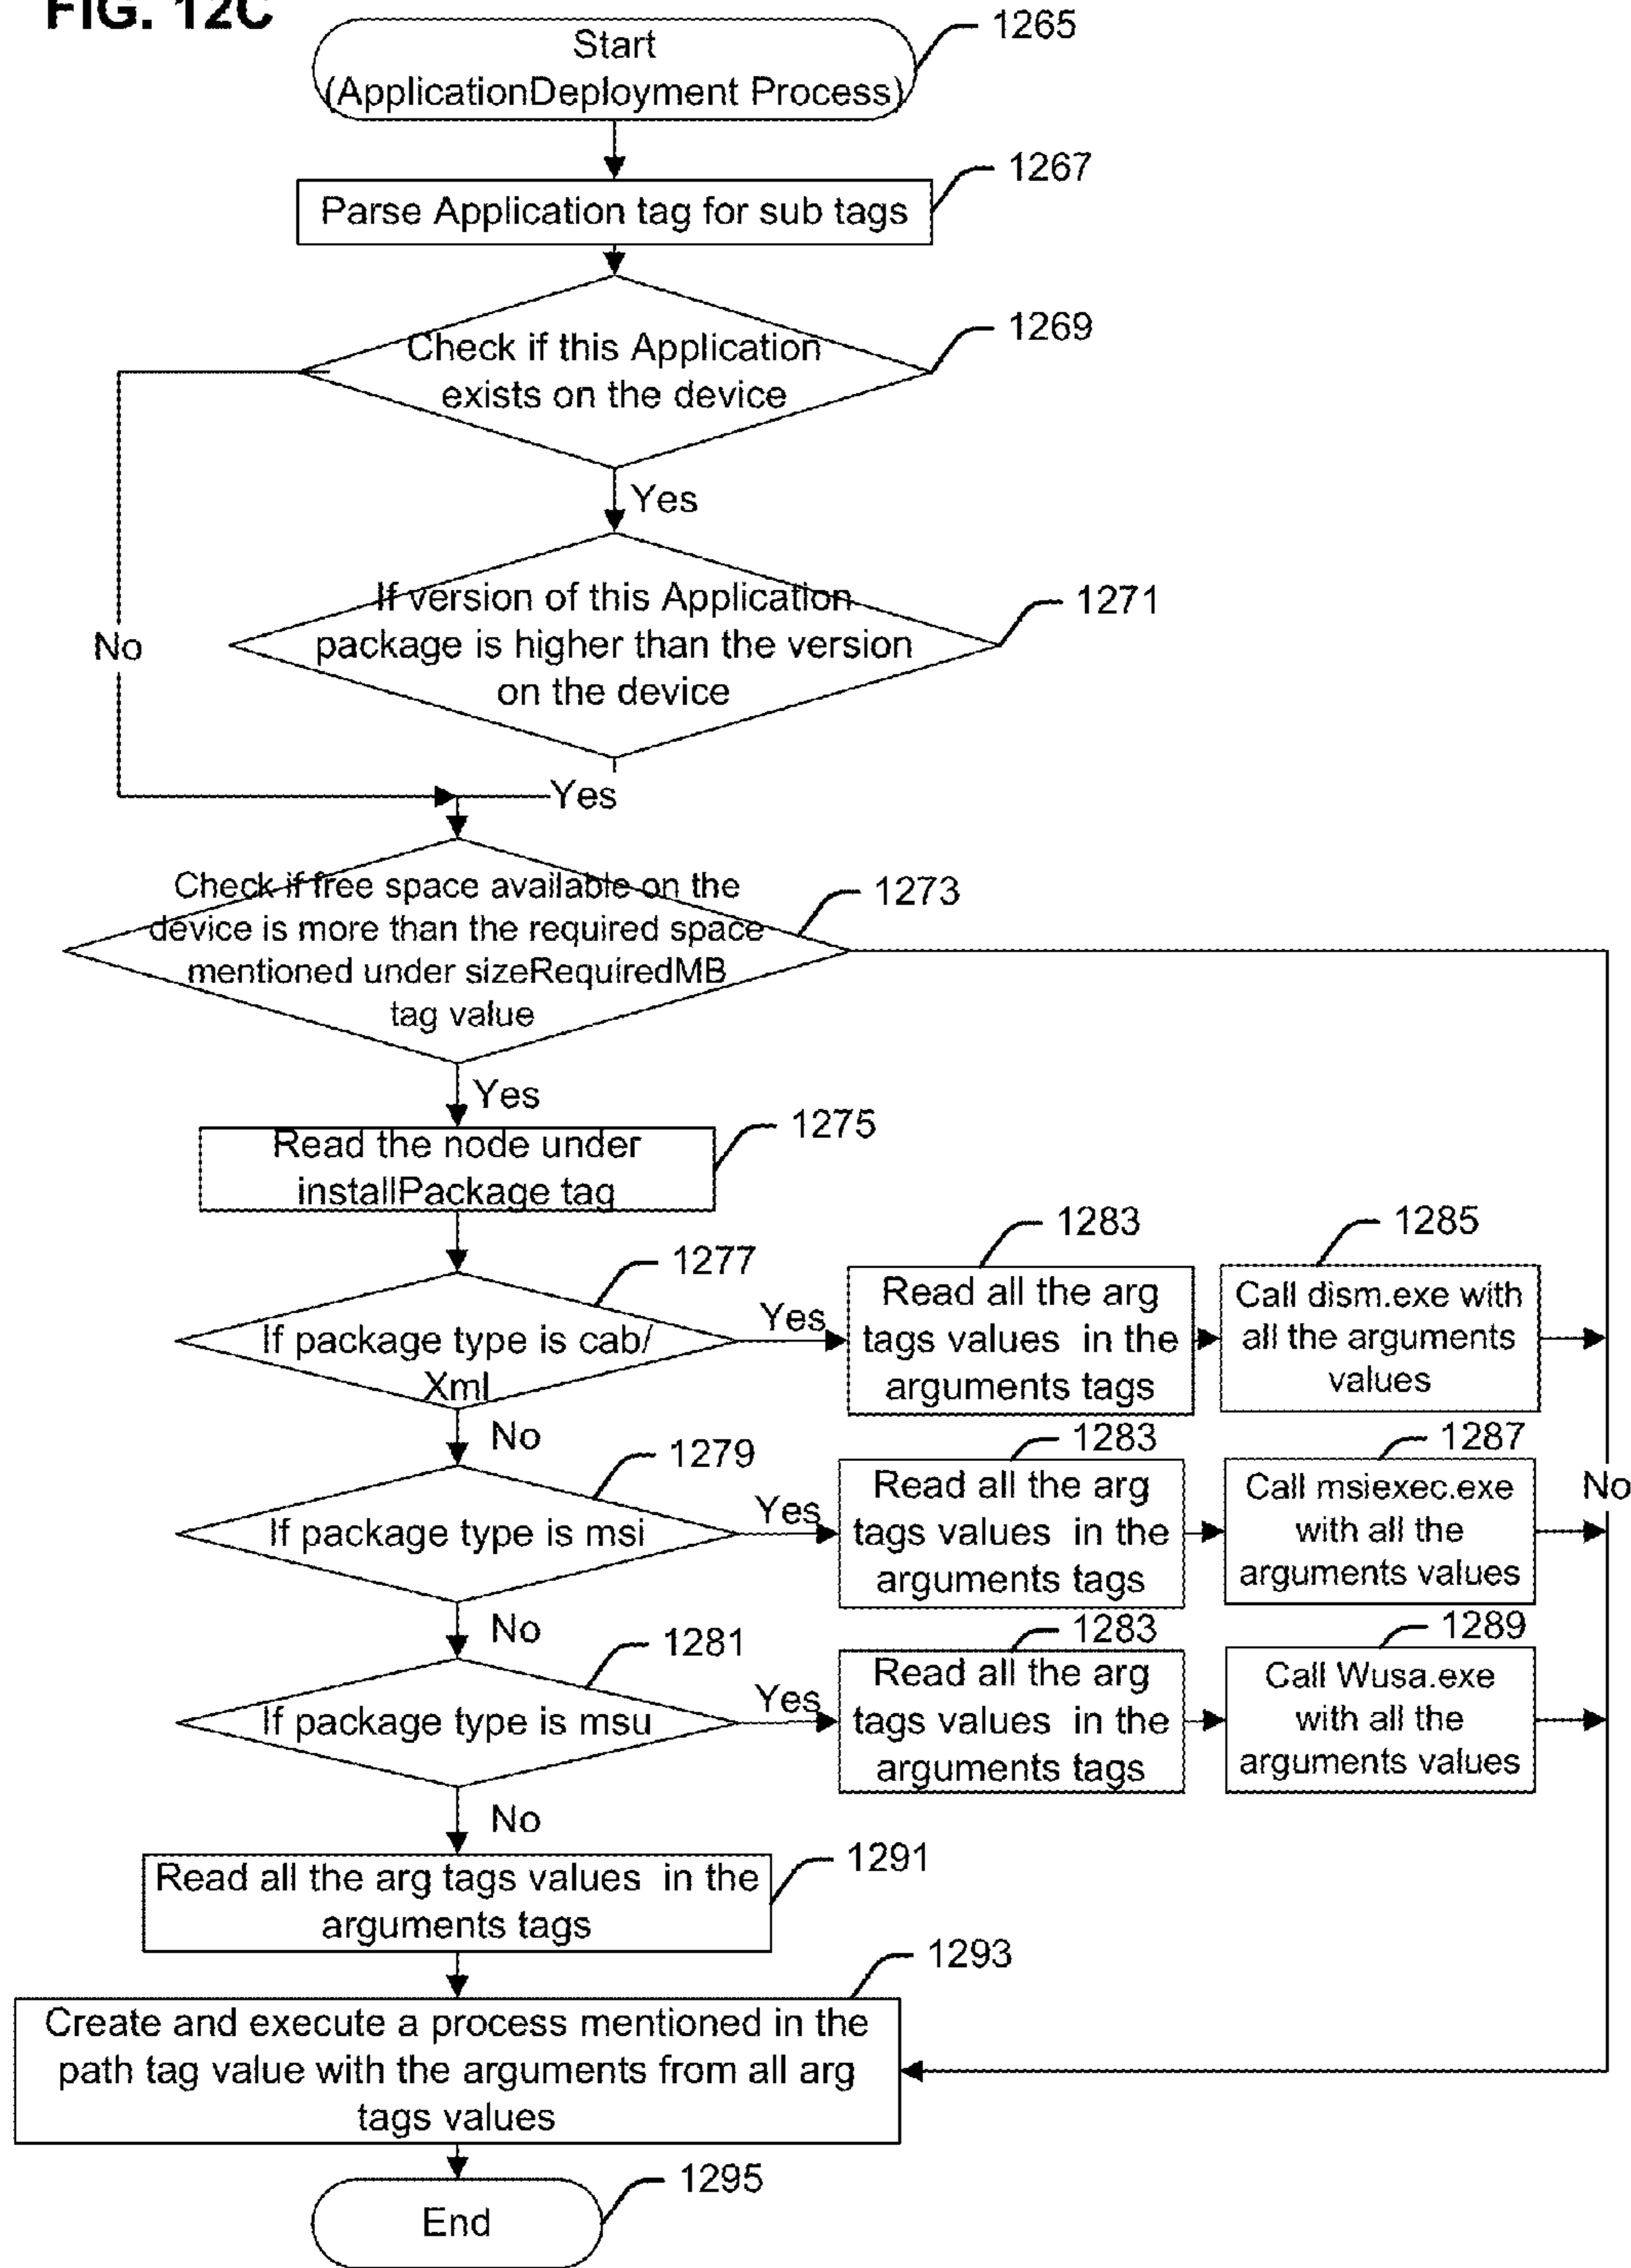 FIG. 12C
Start
(ApplicationDeployment Process)
1265
Parse Application tag for sub tags
1267
Check if this Application
exists on the device
1269
Yes
If version of this Application
package is higher than the version
on the device
1271
No
Yes
Check if free space available on the
device is more than the required space
mentioned under sizeRequiredMB
tag value
1273
Yes
Read the node under
installPackage tag
1275
If package type is cab/
Xml
1277
Yes
Read all the arg
tags values in the
arguments tags
1283
Call dism.exe with
all the arguments
values
1285
No
If package type is msi
1279
Yes
Read all the arg
tags values in the
arguments tags
1283
Call msiexec.exe
with all the
arguments values
1287
No
No
If package type is msu
1281
Yes
Read all the arg
tags values in the
arguments tags
1283
Call Wusa.exe
with all the
arguments values
1289
No
Read all the arg tags values in the
arguments tags
1291
Create and execute a process mentioned in the
path tag value with the arguments from all arg
tags values
1293
End
1295